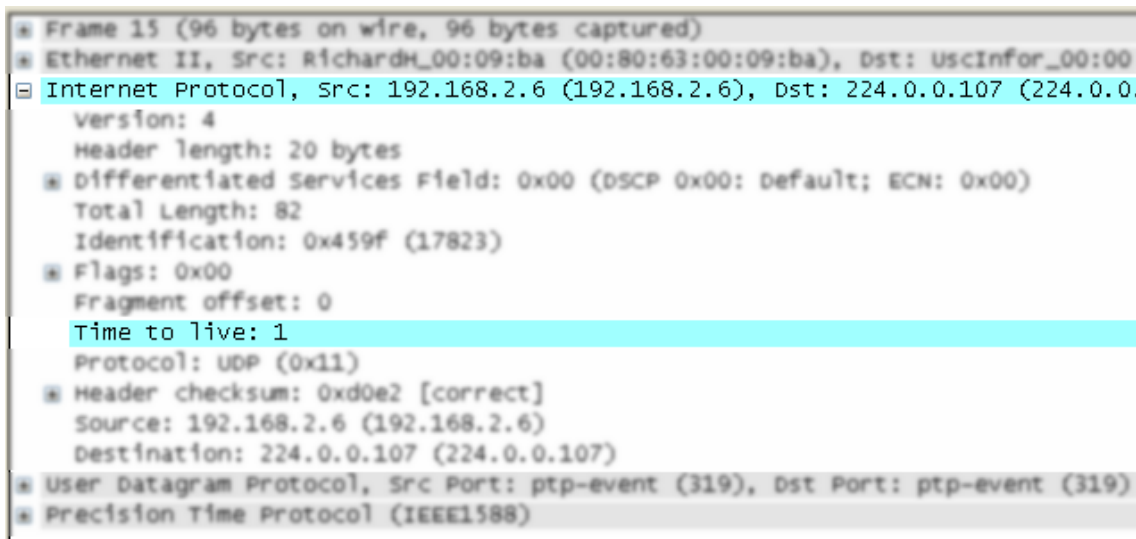 Frame 15 (96 bytes on wire, 96 bytes captured)
Ethernet II, Src: RichardH_00:09:ba (00:80:63:00:09:ba), Dst: UscInfor_00:00
Internet Protocol, Src: 192.168.2.6 (192.168.2.6), Dst: 224.0.0.107 (224.0.0.
Version: 4
Header length: 20 bytes
Differentiated Services Field: 0x00 (DSCP 0x00: Default; ECN: 0x00)
Total Length: 82
Identification: 0x459f (17823)
Flags: 0x00
Fragment offset: 0
Time to live: 1
Protocol: UDP (0x11)
Header checksum: 0xd0e2 [correct]
Source: 192.168.2.6 (192.168.2.6)
Destination: 224.0.0.107 (224.0.0.107)
User Datagram Protocol, Src Port: ptp-event (319), Dst Port: ptp-event (319)
Precision Time Protocol (IEEE1588)